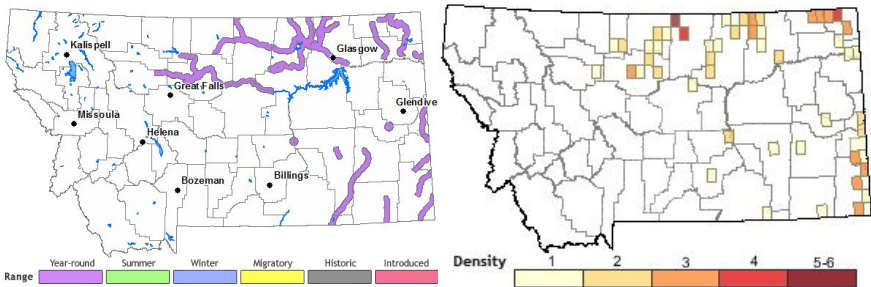 Kalispell
Glasgow
Great Falls
Glendive
Missoula
Helena
Bozeman
Billings
Range
Year-round Summer Winter Migratory Historic Introduced
Density
1 2 3 4 5-6